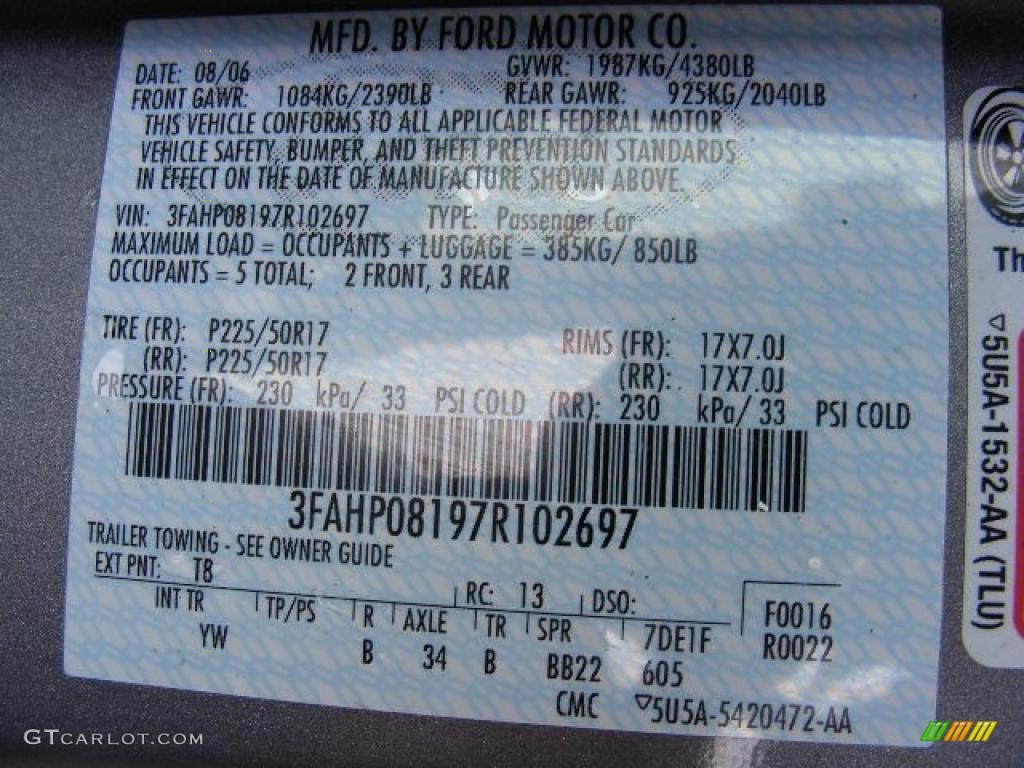 MFD. BY FORD MOTOR CO.
DATE: 08/06 GVWR: 1987KG/4380LB
FRONT GAWR: 1084KG/2390LB REAR GAWR: 925KG/2040LB
THIS VEHICLE CONFORMS TO ALL APPLICABLE FEDERAL MOTOR
VEHICLE SAFETY, BUMPER, AND THEFT PREVENTION STANDARDS
IN EFFECT ON THE DATE OF MANUFACTURE SHOWN ABOVE.
VIN: 3FAHP08197R102697 TYPE: Passenger Car
MAXIMUM LOAD = OCCUPANTS + LUGGAGE = 385KG/ 850LB
OCCUPANTS = 5 TOTAL; 2 FRONT, 3 REAR
TIRE (FR): P225/50R17 RIMS (FR): 17X7.0J
(RR): P225/50R17 (RR): 17X7.0J
PRESSURE (FR): 230 kPa/ 33 PSI COLD (RR): 230 kPa/ 33 PSI COLD
3FAHP08197R102697
TRAILER TOWING - SEE OWNER GUIDE
EXT PNT: T8 RC: 13 DSO: F0016
INT TR TP/PS R AXLE TR SPR 7DE1F R0022
YW B 34 B BB22 605
CMC ▽5U5A-5420472-AA
Th
▽5U5A-1532-AA (TLU)
GTCARLOT.COM